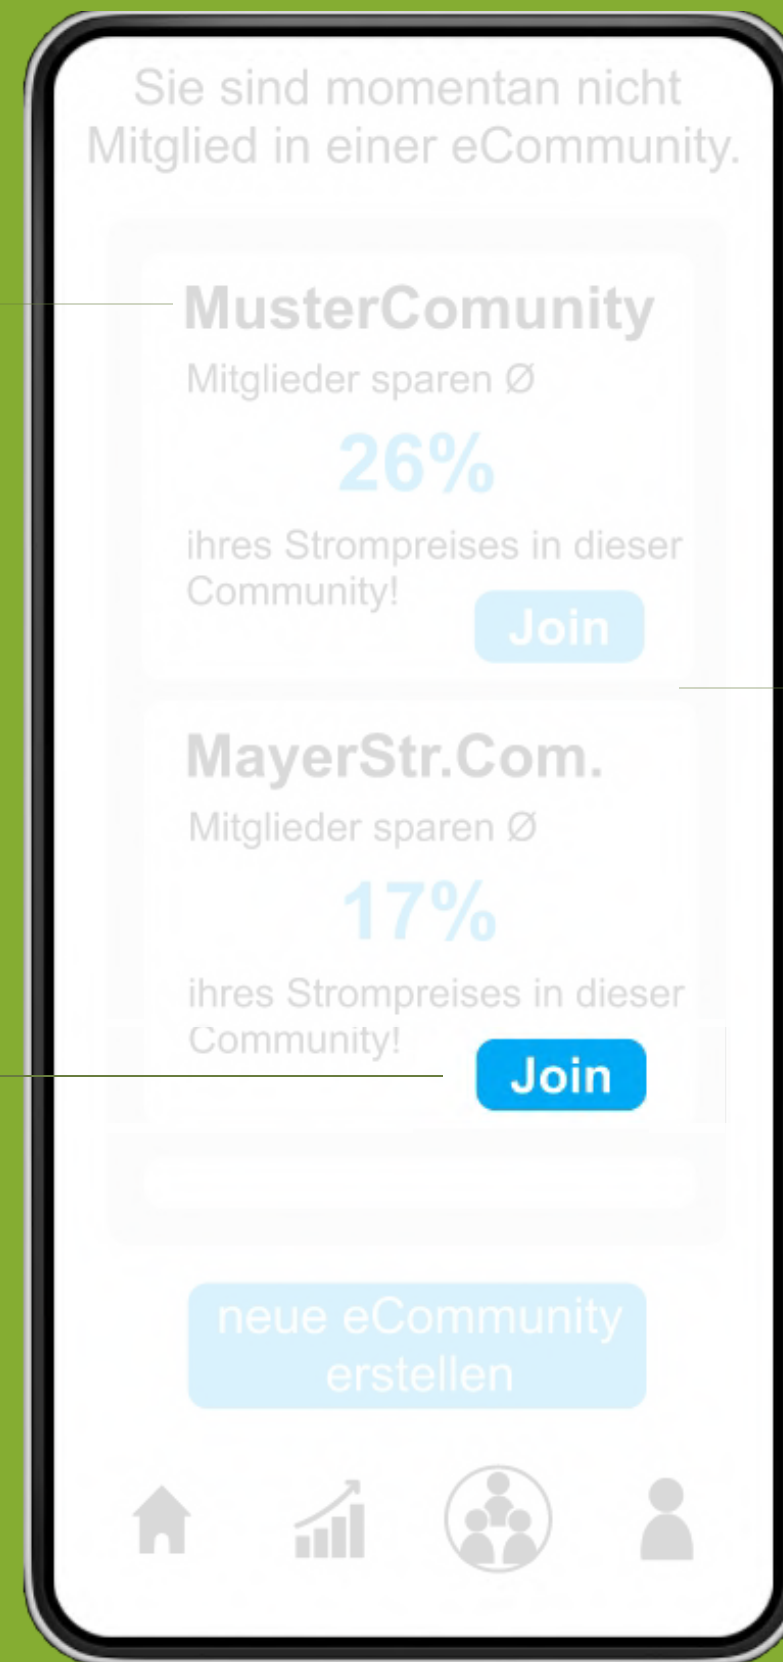 Sie sind momentan nicht
Mitglied in einer eCommunity.
MusterComunity
Mitglieder sparen Ø
26%
ihres Strompreises in dieser
Community!
Join
MayerStr.Com.
Mitglieder sparen Ø
17%
ihres Strompreises in dieser
Community!
Join
neue eCommunity
erstellen